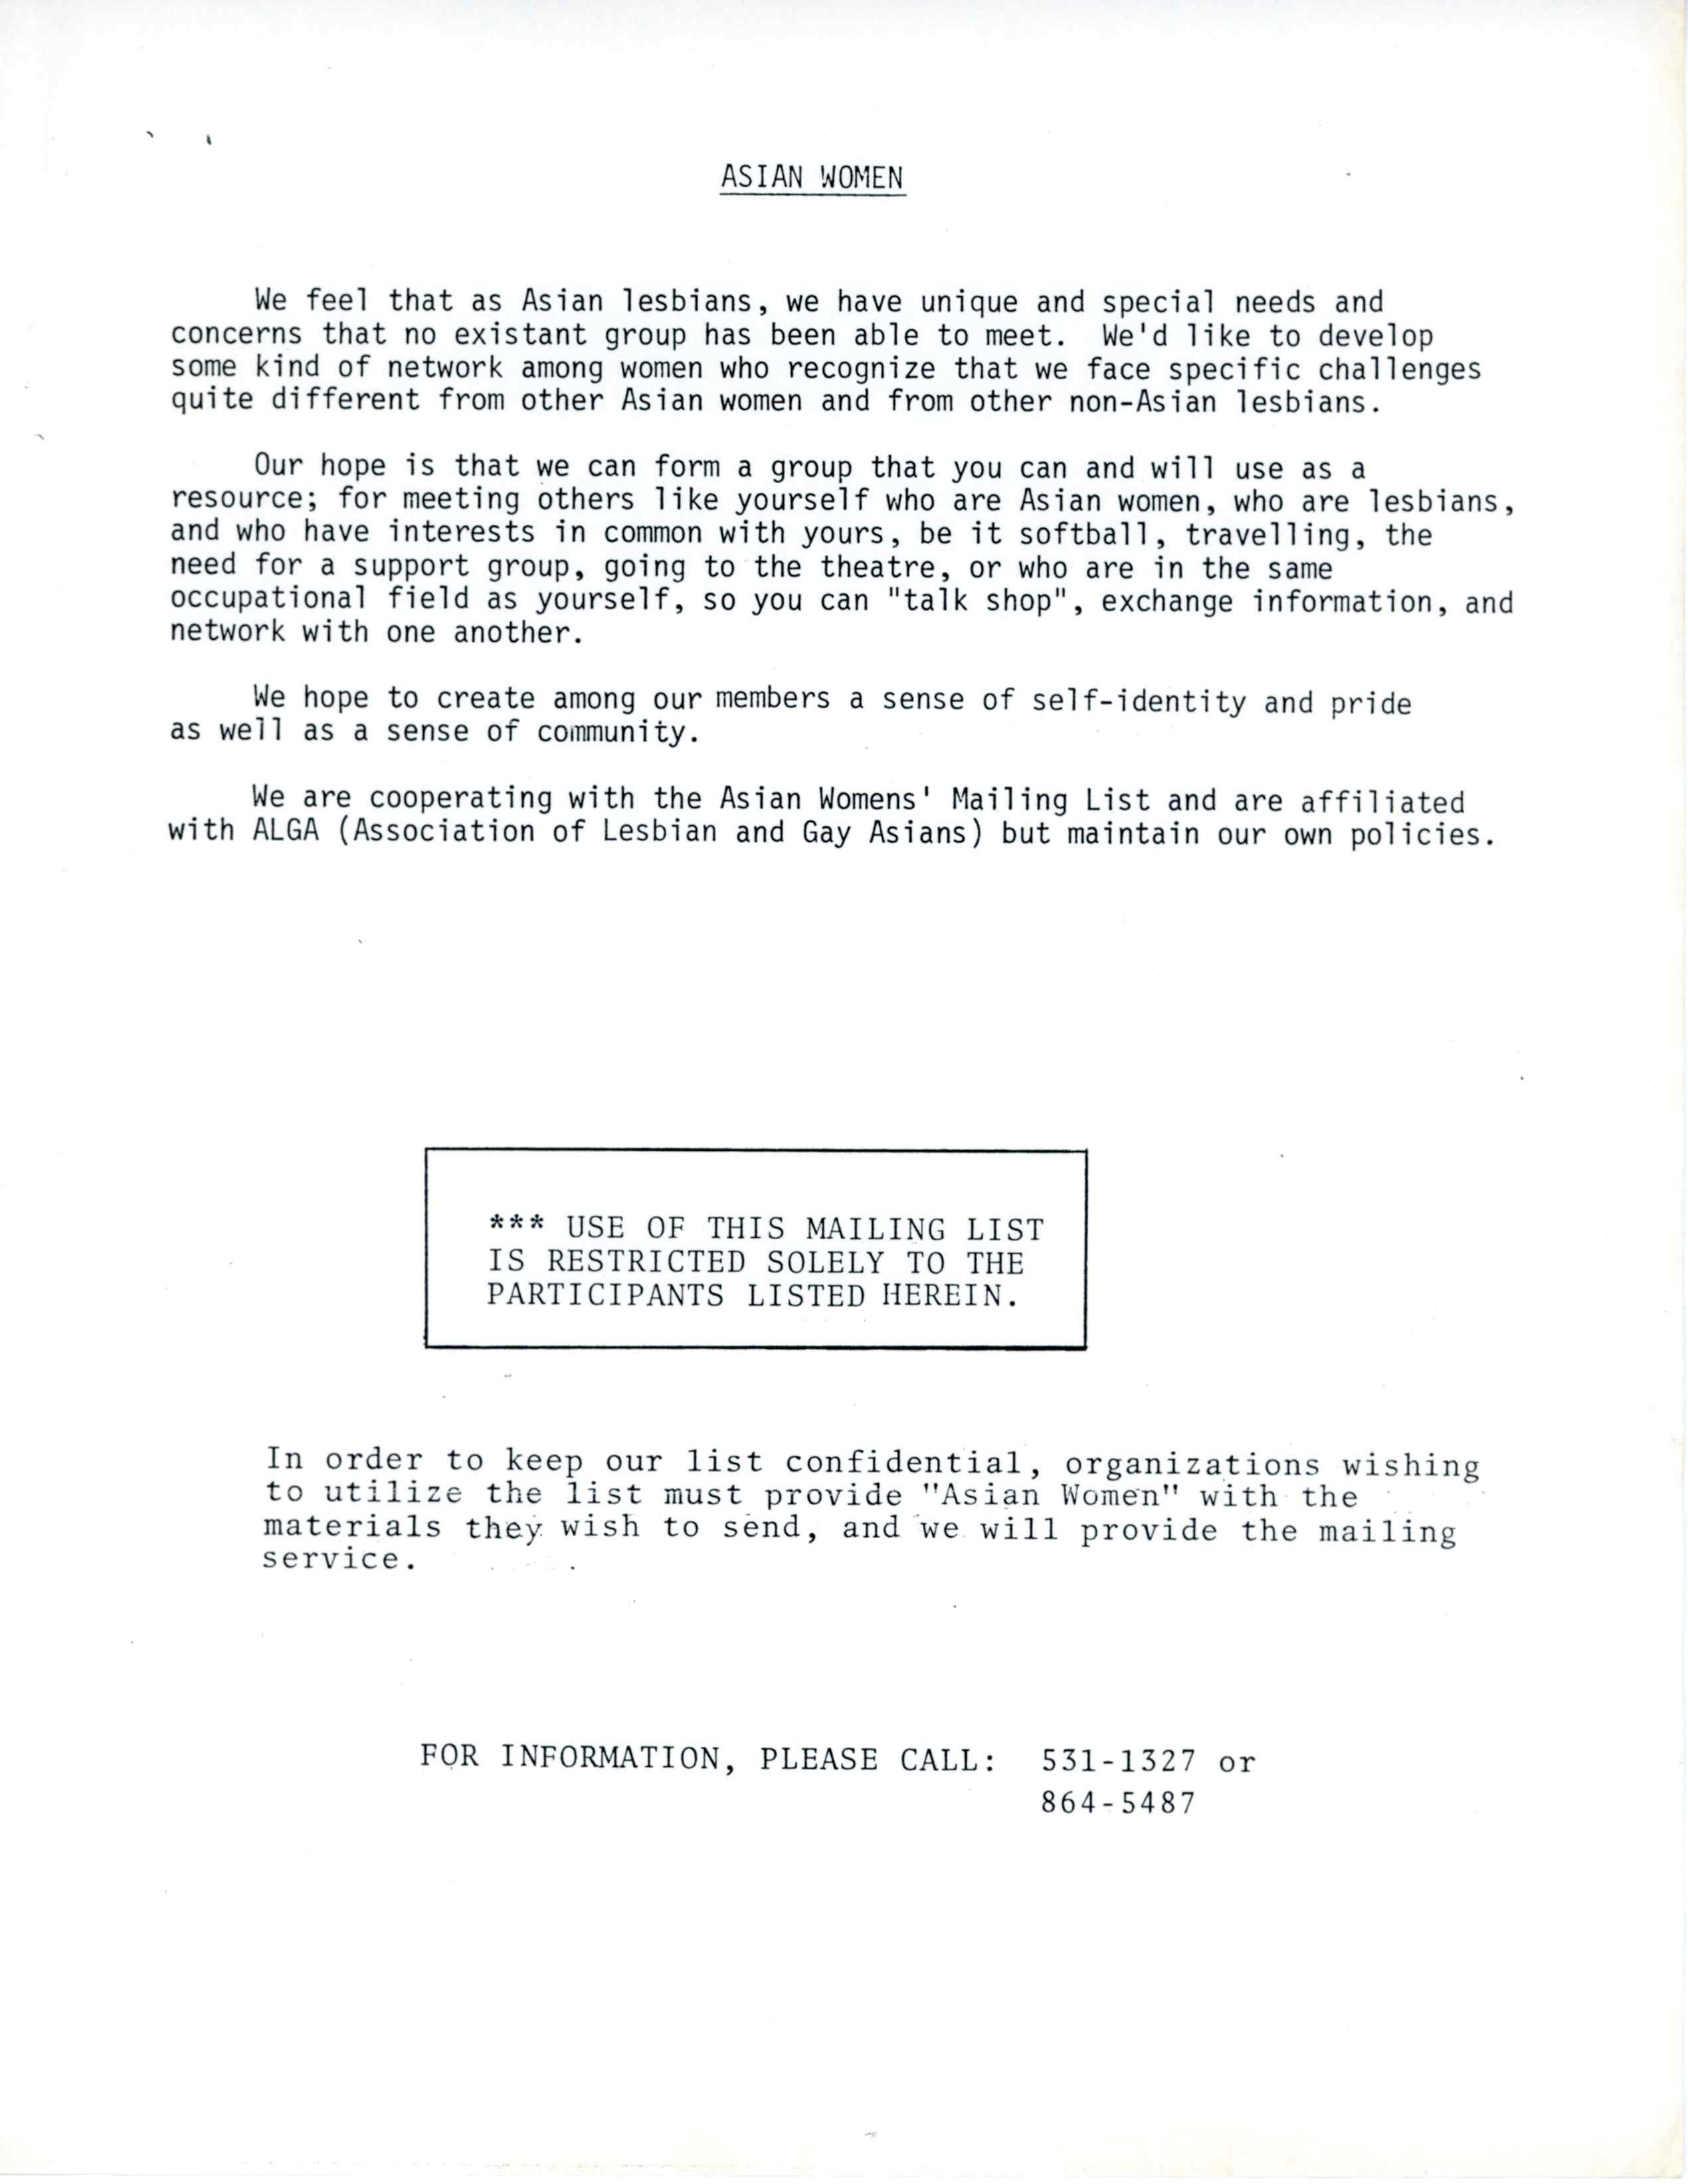 ASIAN WOMEN
We feel that as Asian lesbians, we have unique and special needs and
concerns that no existant group has been able to meet. We'd like to develop
some kind of network among women who recognize that we face specific challenges
quite different from other Asian women and from other non-Asian lesbians.
Our hope is that we can form a group that you can and will use as a
resource; for meeting others like yourself who are Asian women, who are lesbians,
and who have interests in common with yours, be it softball, travelling, the
need for a support group, going to the theatre, or who are in the same
occupational field as yourself, so you can "talk shop", exchange information, and
network with one another.
We hope to create among our members a sense of self-identity and pride
as well as a sense of community.
We are cooperating with the Asian Womens' Mailing List and are affiliated
with ALGA (Association of Lesbian and Gay Asians) but maintain our own policies.
*** USE OF THIS MAILING LIST
IS RESTRICTED SOLELY TO THE
PARTICIPANTS LISTED HEREIN.
In order to keep our list confidential, organizations wishing
to utilize the list must provide "Asian Women" with the
materials they wish to send, and we will provide the mailing
service.
FOR INFORMATION, PLEASE CALL: 531-1327 or
864-5487